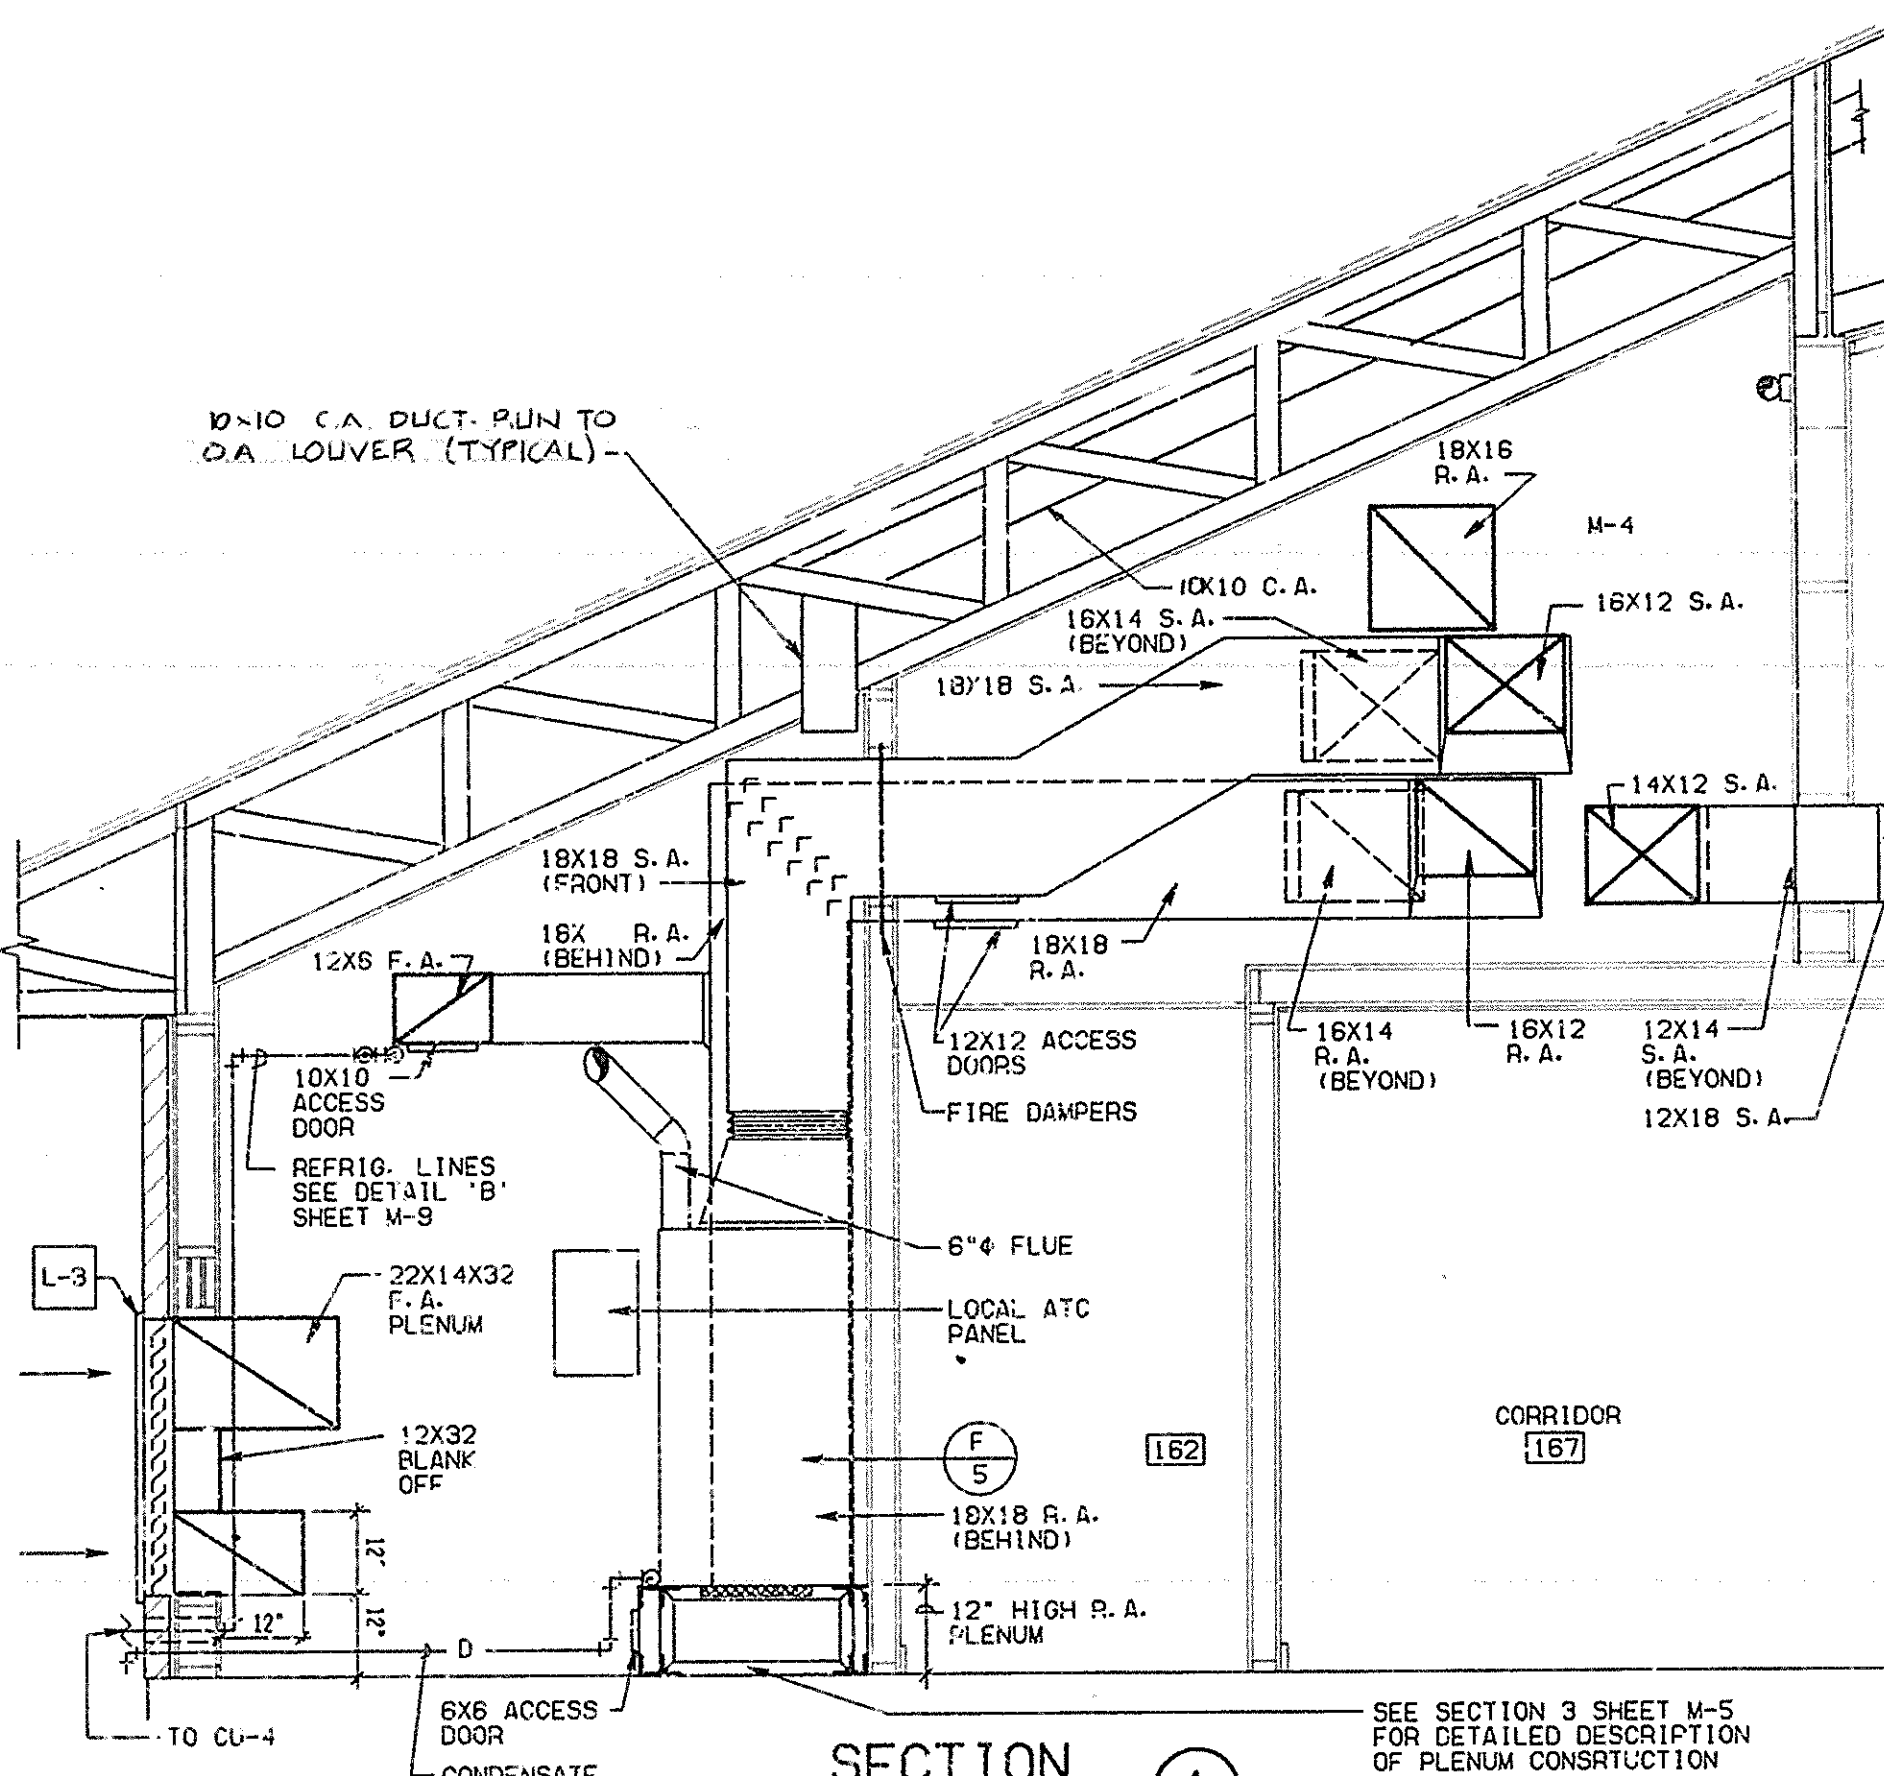 10x10 C.A. DUCT. RUN TO
O.A LOUVER (TYPICAL)
18X16
R.A.
M-4
10X10 C.A.
16X14 S.A.
(BEYOND)
16X12 S.A.
18X18 S.A.
14X12 S.A.
18X18 S.A.
(FRONT)
16X R.A.
(BEHIND)
12X6 F.A.
18X18
R.A.
12X12 ACCESS
DOORS
FIRE DAMPERS
16X14
R.A.
(BEYOND)
16X12
R.A.
12X14
S.A.
(BEYOND)
12X18 S.A.
10X10
ACCESS
DOOR
REFRIG. LINES
SEE DETAIL 'B'
SHEET M-9
L-3
22X14X32
F.A.
PLENUM
6"ϕ FLUE
LOCAL ATC
PANEL
12X32
BLANK
OFF
F
5
162
CORRIDOR
167
18X18 R.A.
(BEHIND)
12"
12"
12"
12" HIGH R.A.
PLENUM
D
TO CU-4
6X6 ACCESS
DOOR
CONDENSATE
SECTION
SEE SECTION 3 SHEET M-5
FOR DETAILED DESCRIPTION
OF PLENUM CONSRTUCTION